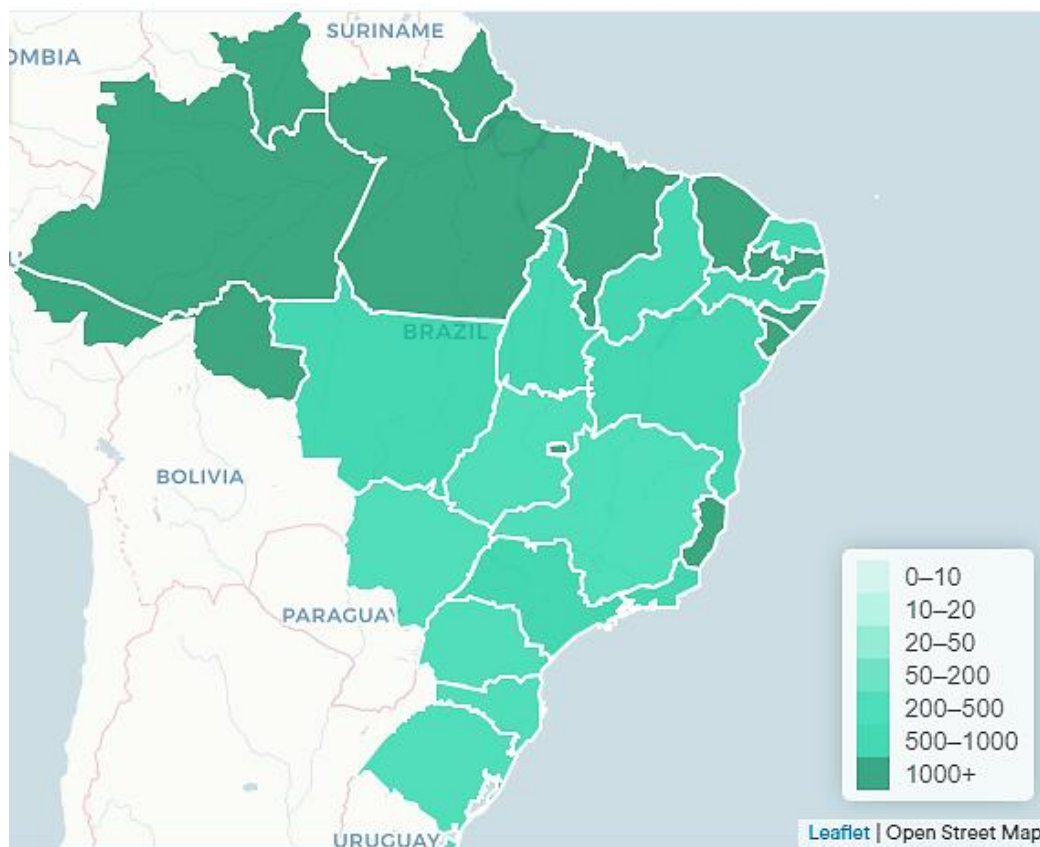 SURINAME
OMBIA
BRAZIL
BOLIVIA
PARAGUAY
URUGUAY
0–10
10–20
20–50
50–200
200–500
500–1000
1000+
Leaflet | Open Street Map